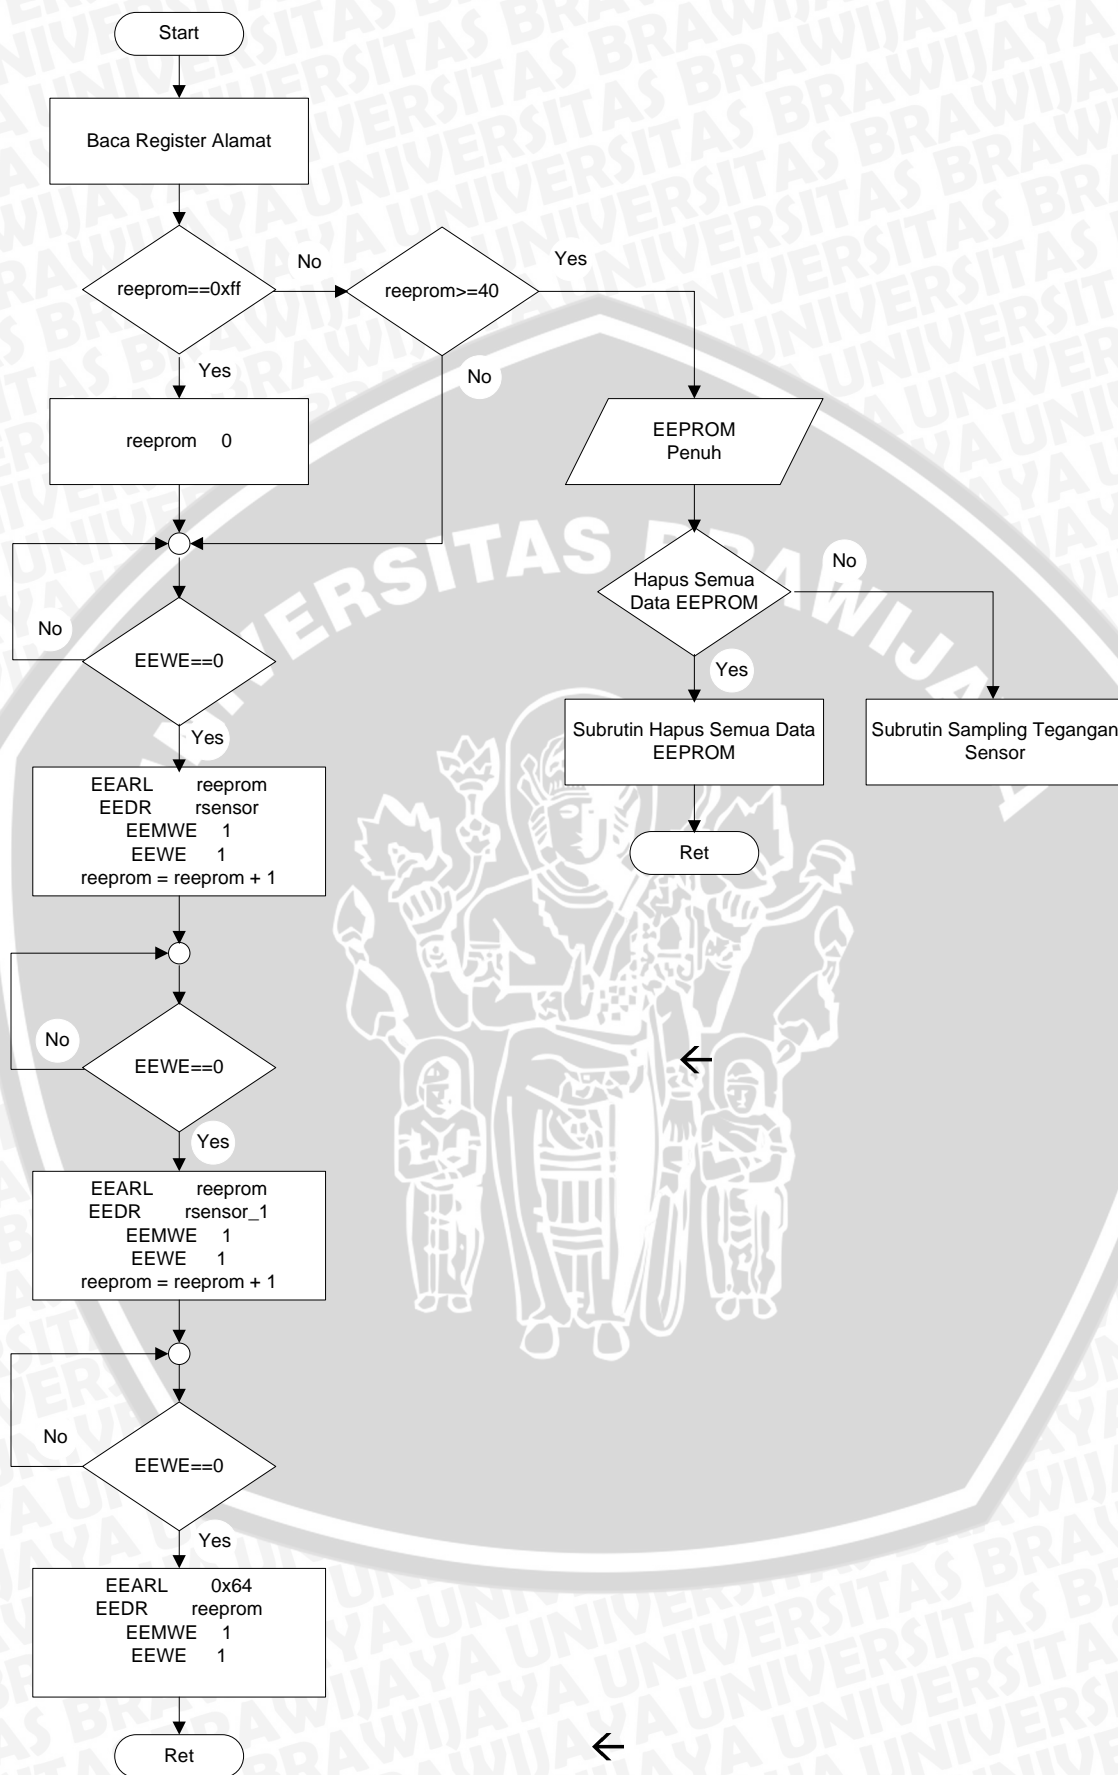 Start
Baca Register Alamat
reeprom==0xff
No
reeprom>=40
Yes
Yes
No
reeprom 0
EEPROM
Penuh
UNIVERSITAS BRAWIJAYA
Hapus Semua
Data EEPROM
No
No
EEWE==0
Yes
Yes
Subrutin Hapus Semua Data
EEPROM
Subrutin Sampling Tegangan
Sensor
EEARL reeprom
EEDR rsensor
EEMWE 1
EEWE 1
reeprom = reeprom + 1
Ret
No
EEWE==0
←
Yes
EEARL reeprom
EEDR rsensor_1
EEMWE 1
EEWE 1
reeprom = reeprom + 1
No
EEWE==0
Yes
EEARL 0x64
EEDR reeprom
EEMWE 1
EEWE 1
Ret
←